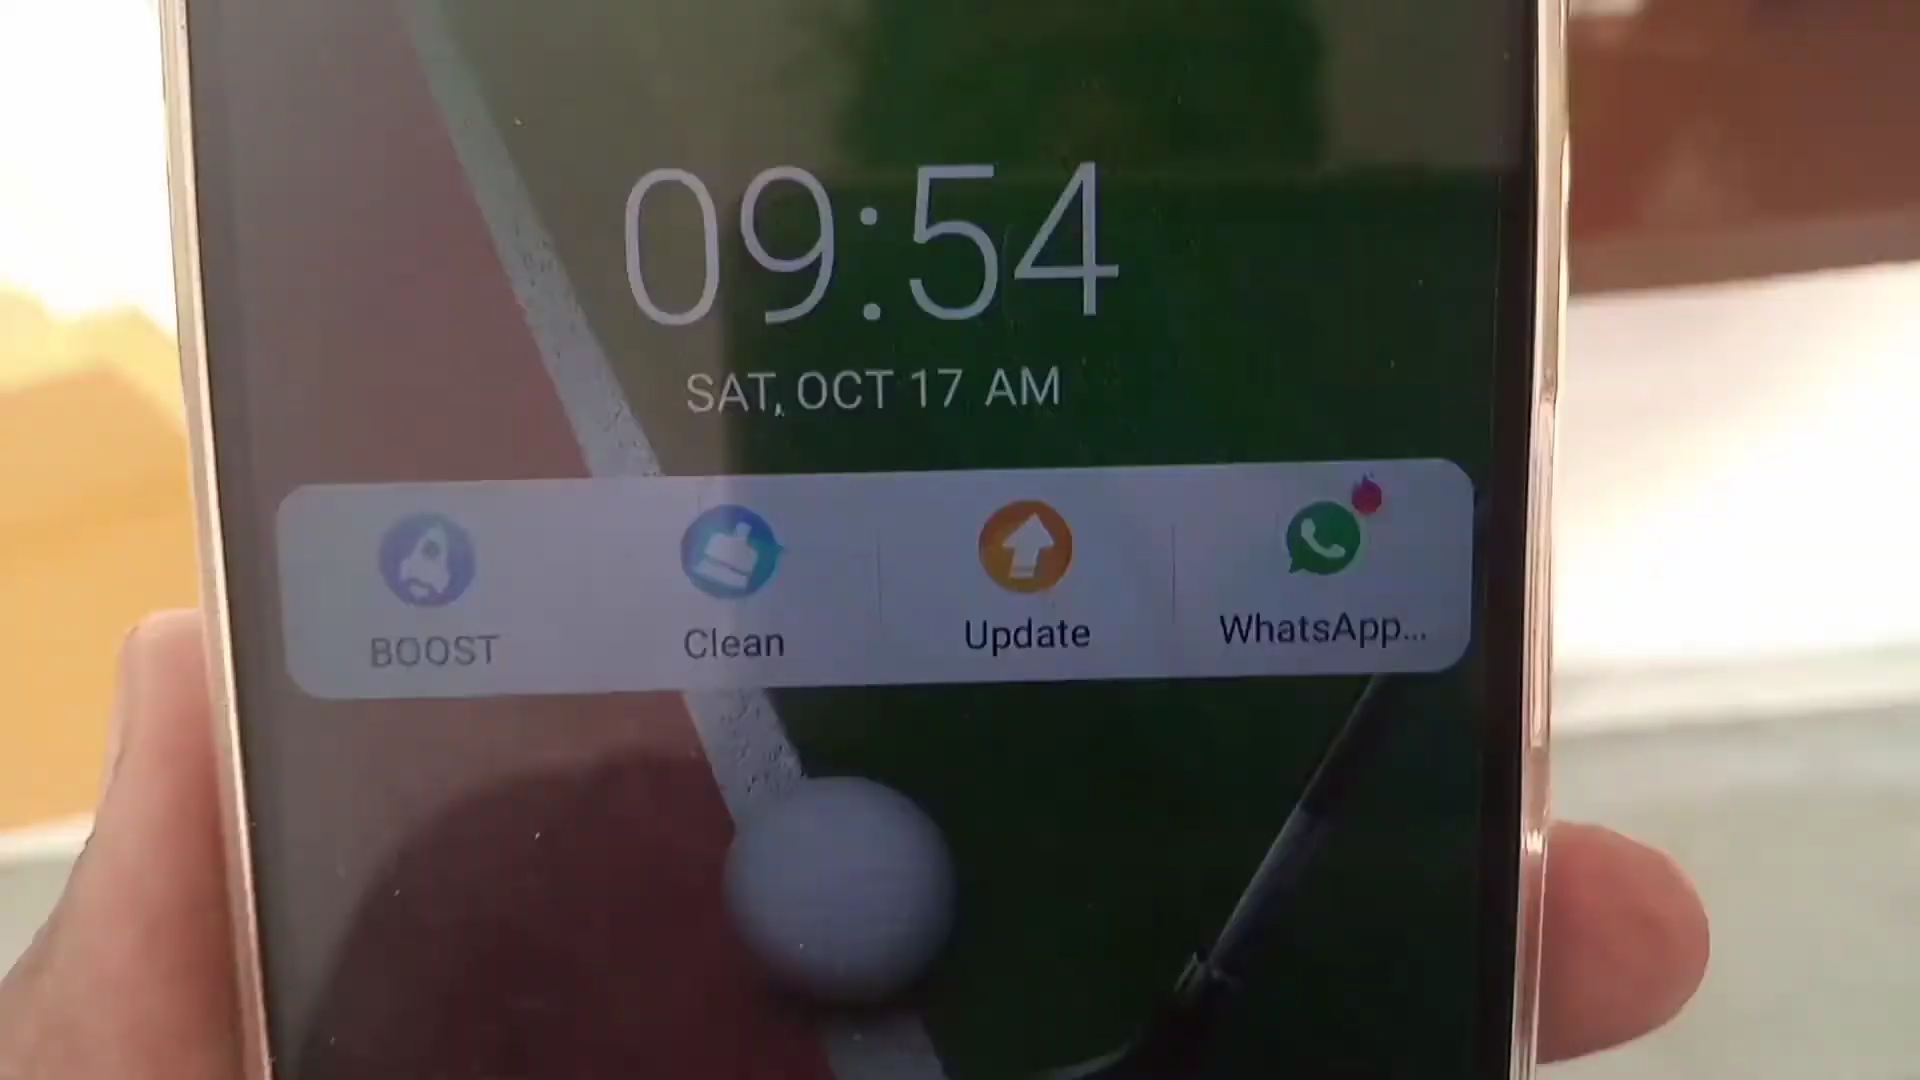 09:54
SAT, OCT 17 AM
BOOST
Clean
Update
WhatsApp...